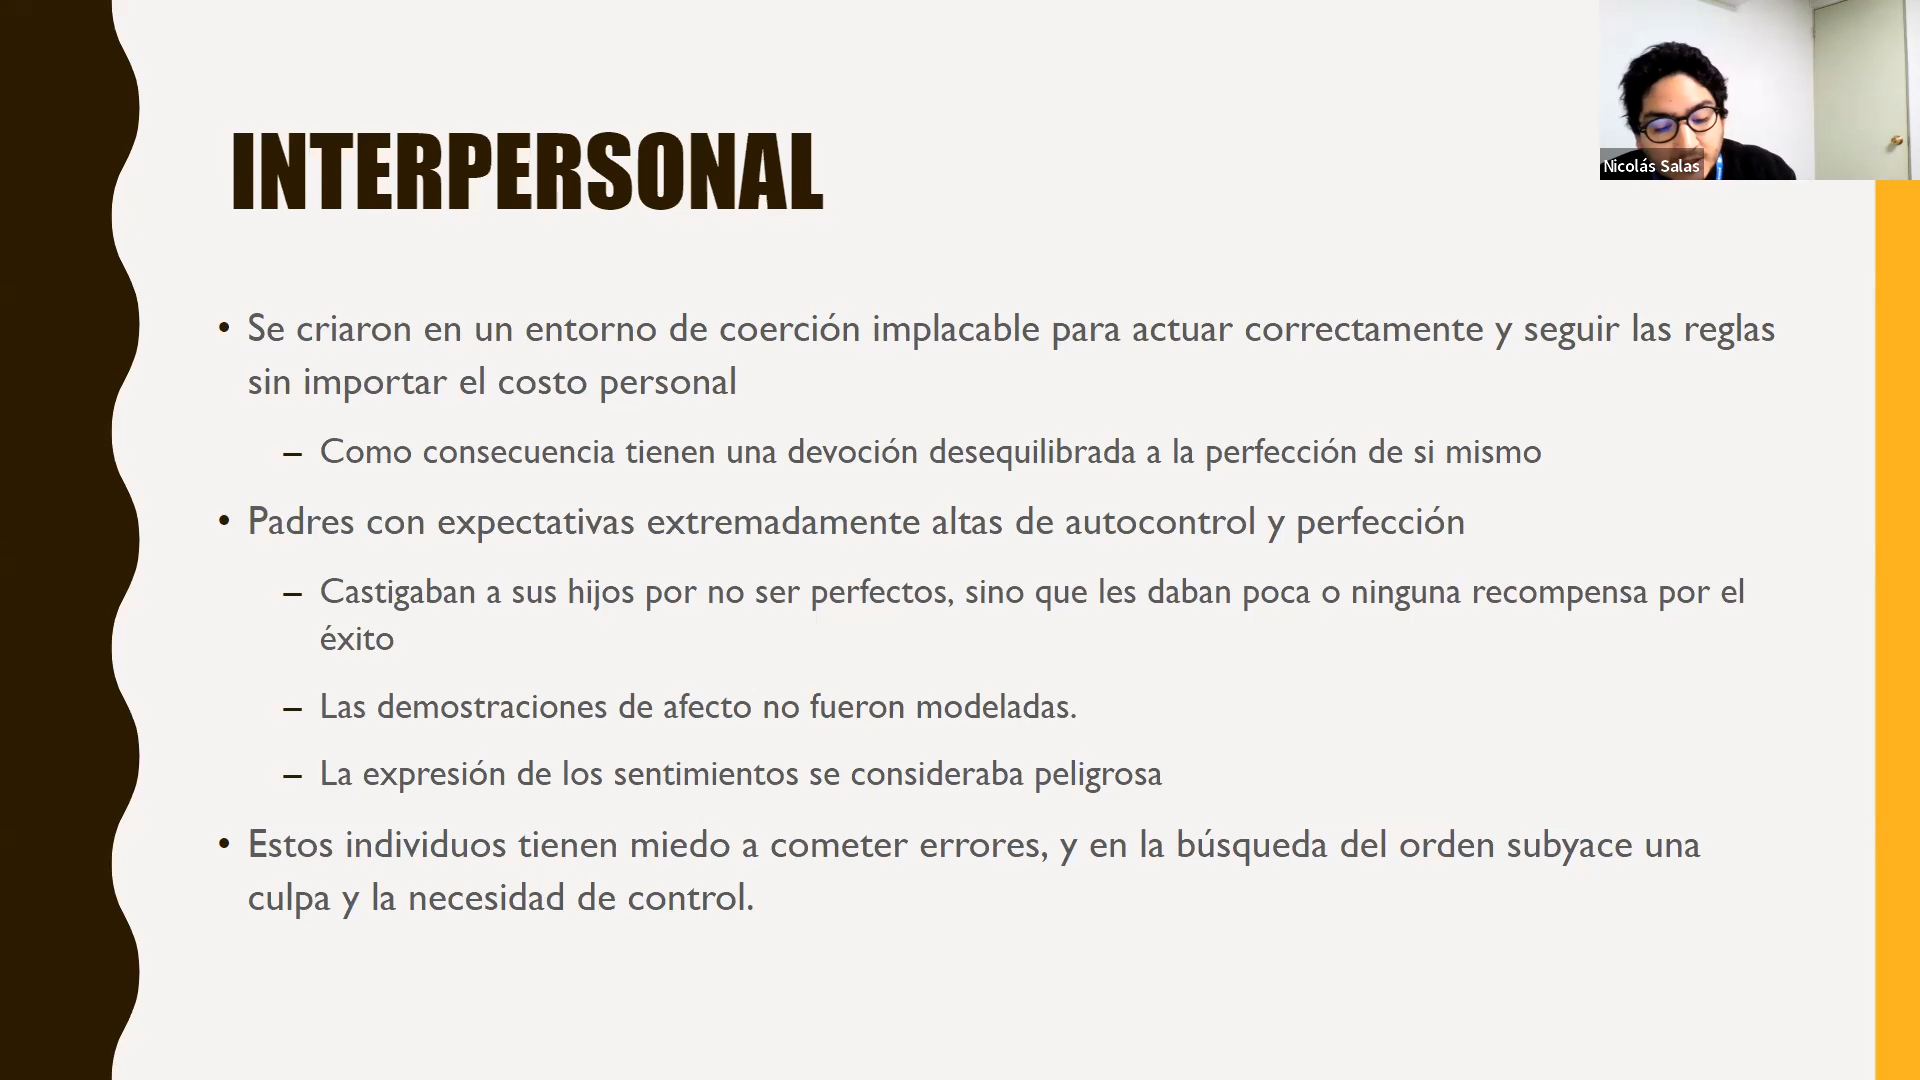 INTERPERSONAL
Nicolás Salas
• Se criaron en un entorno de coerción implacable para actuar correctamente y seguir las reglas
sin importar el costo personal
– Como consecuencia tienen una devoción desequilibrada a la perfección de si mismo
• Padres con expectativas extremadamente altas de autocontrol y perfección
– Castigaban a sus hijos por no ser perfectos, sino que les daban poca o ninguna recompensa por el
éxito
– Las demostraciones de afecto no fueron modeladas.
– La expresión de los sentimientos se consideraba peligrosa
• Estos individuos tienen miedo a cometer errores, y en la búsqueda del orden subyace una
culpa y la necesidad de control.